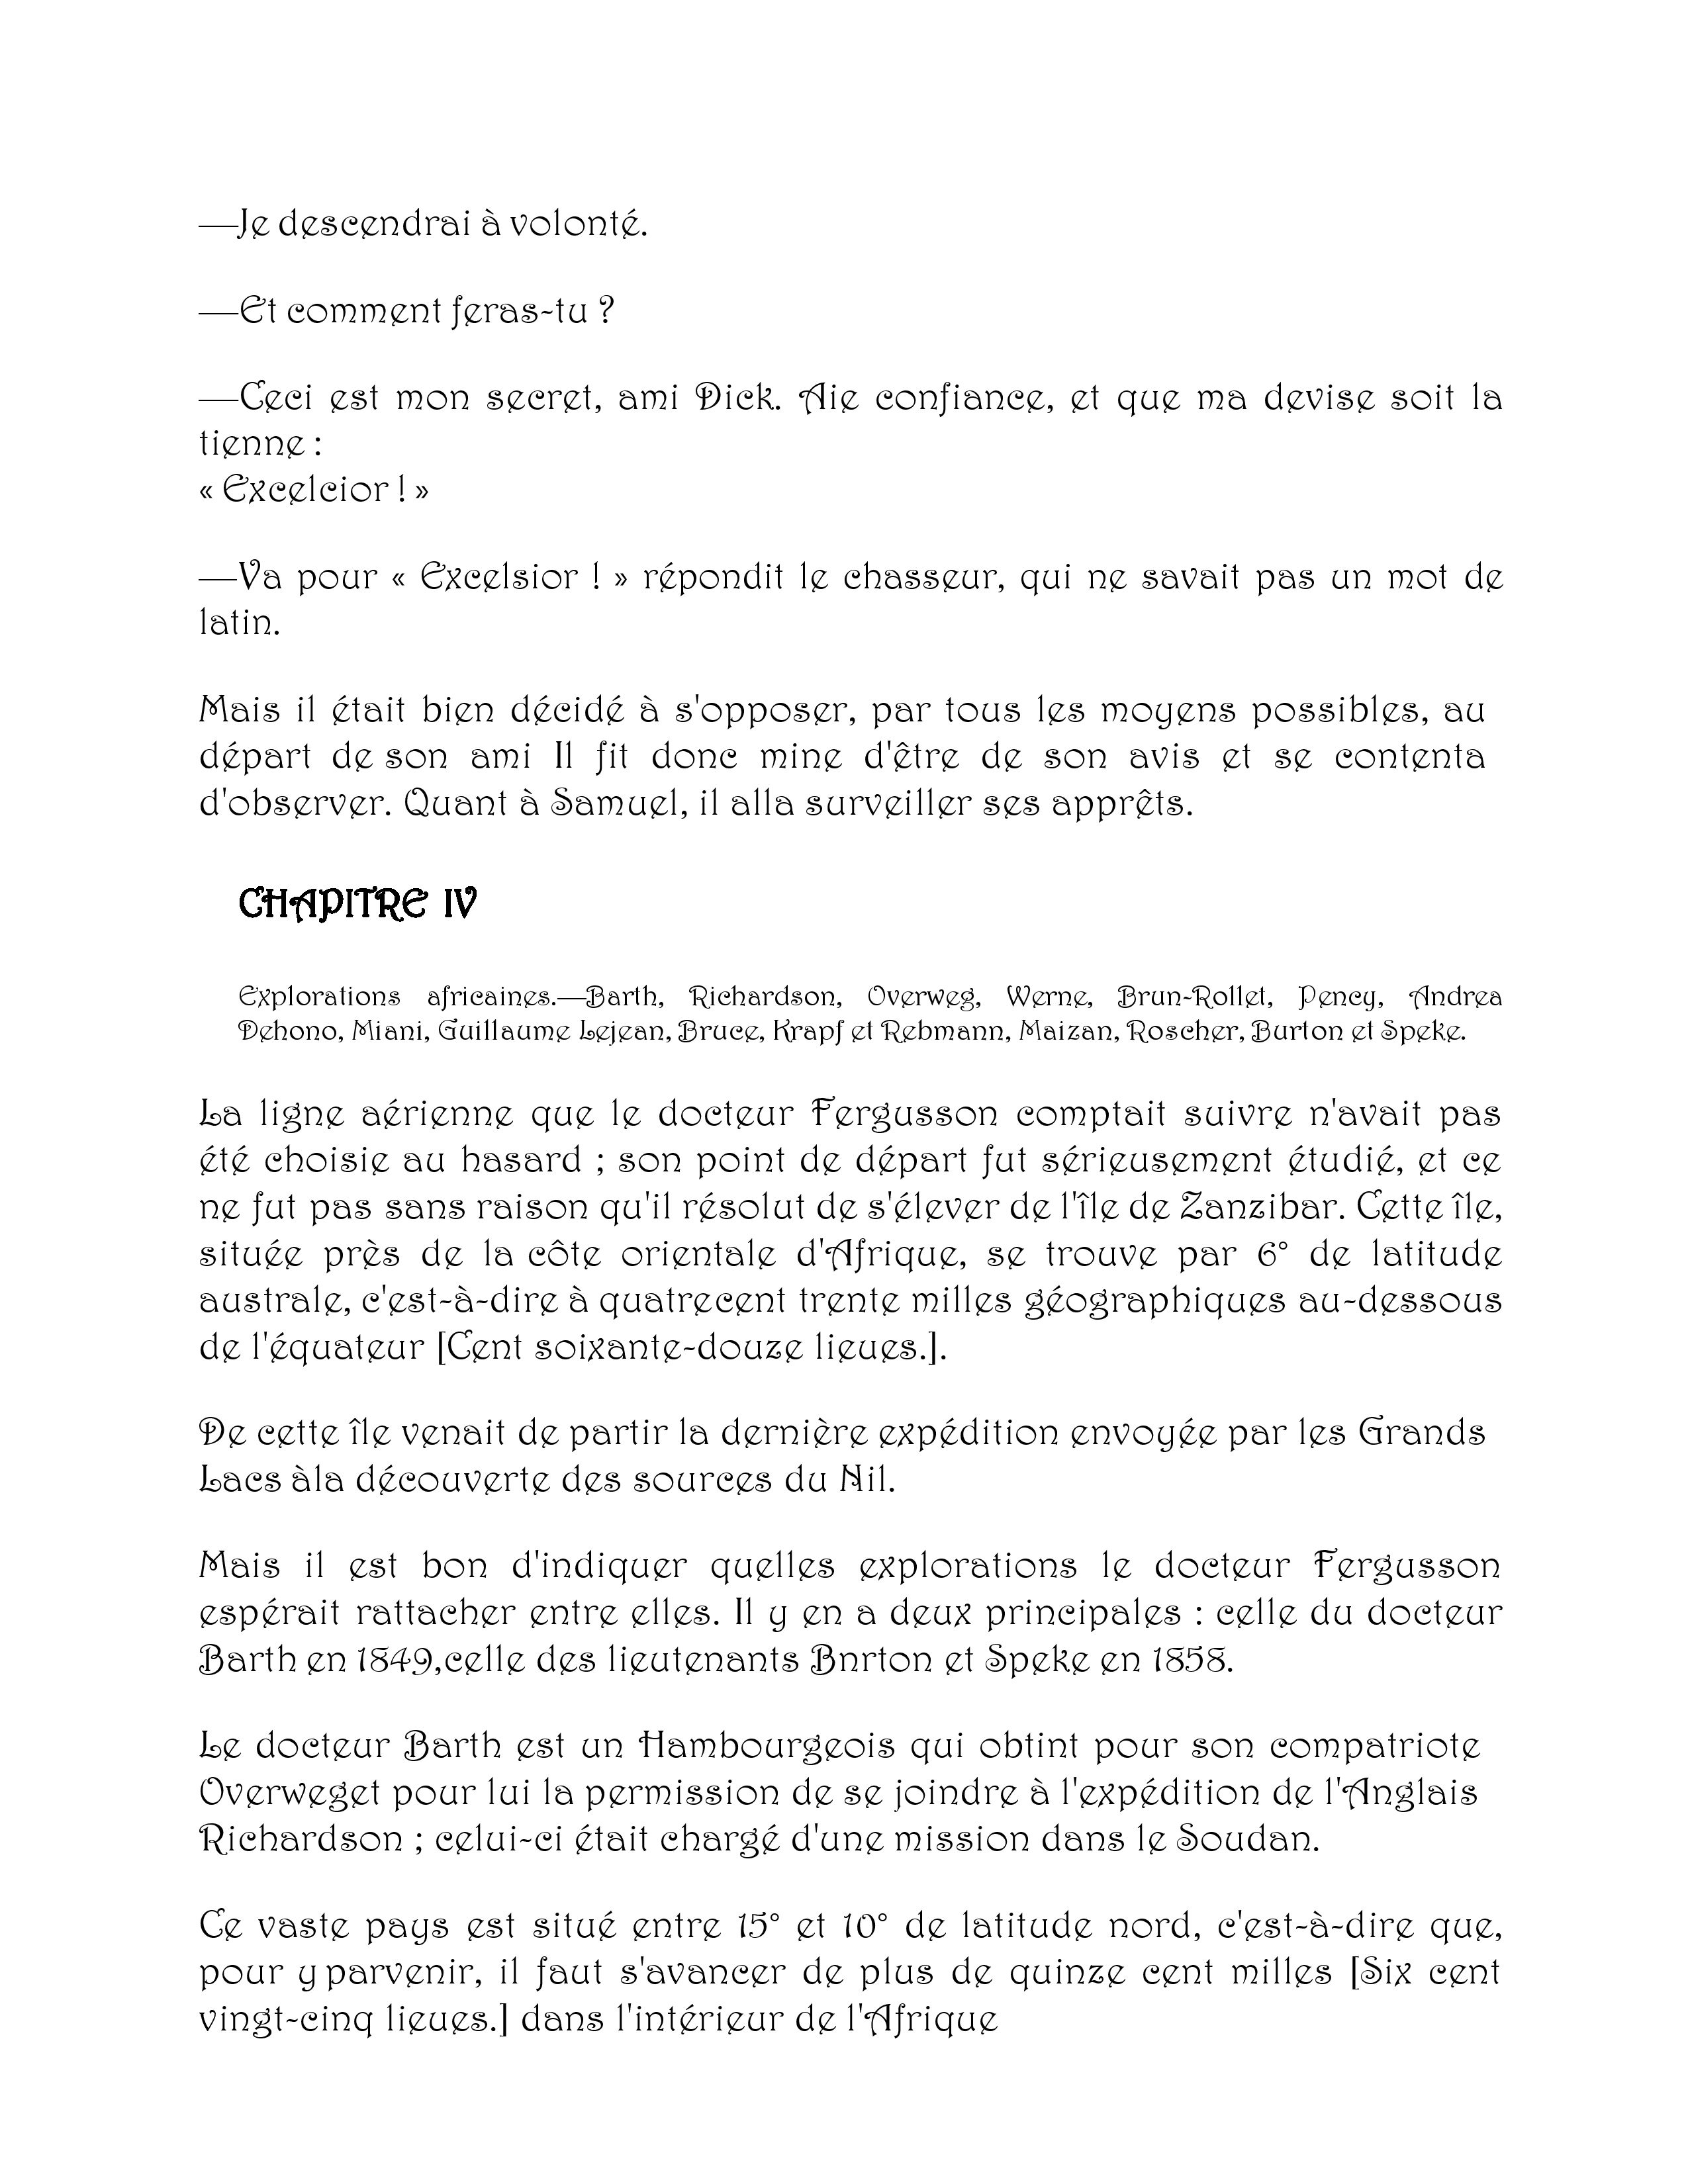 —Je descendrai à volonté.
—Et comment feras-tu ?
—Ceci est mon secret, ami Dick. Aie confiance, et que ma devise soit la
tienne :
« Excelcior ! »
—Va pour « Excelsior ! » répondit le chasseur, qui ne savait pas un mot de
latin.
Mais il était bien décidé à s'opposer, par tous les moyens possibles, au
départ de son ami Il fit donc mine d'être de son avis et se contenta
d'observer. Quant à Samuel, il alla surveiller ses apprêts.
CHAPITRE IV
Explorations africaines.—Barth, Richardson, Overweg, Werne, Brun-Rollet, Pency, Andrea
Dehono, Miani, Guillaume Lejean, Bruce, Krapf et Rebmann, Maizan, Roscher, Burton et Speke.
La ligne aérienne que le docteur Fergusson comptait suivre n'avait pas
été choisie au hasard ; son point de départ fut sérieusement étudié, et ce
ne fut pas sans raison qu'il résolut de s'élever de l'île de Zanzibar. Cette île,
située près de la côte orientale d'Afrique, se trouve par 6° de latitude
australe, c'est-à-dire à quatrecent trente milles géographiques au-dessous
de l'équateur [Cent soixante-douze lieues.].
De cette île venait de partir la dernière expédition envoyée par les Grands
Lacs àla découverte des sources du Nil.
Mais il est bon d'indiquer quelles explorations le docteur Fergusson
espérait rattacher entre elles. Il y en a deux principales : celle du docteur
Barth en 1849,celle des lieutenants Bnrton et Speke en 1858.
Le docteur Barth est un Hambourgeois qui obtint pour son compatriote
Overweget pour lui la permission de se joindre à l'expédition de l'Anglais
Richardson ; celui-ci était chargé d'une mission dans le Soudan.
Ce vaste pays est situé entre 15° et 10° de latitude nord, c'est-à-dire que,
pour y parvenir, il faut s'avancer de plus de quinze cent milles [Six cent
vingt-cinq lieues.] dans l'intérieur de l'Afrique